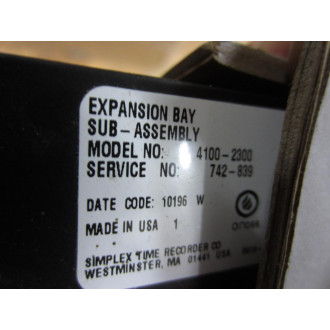 EXPANSION BAY
SUB-ASSEMBLY
MODEL NO: 4100-2300
SERVICE NO: 742-839
DATE CODE: 10196 W
MADE IN USA 1
SIMPLEX TIME RECORDER CO
WESTMINSTER, MA 01441 USA